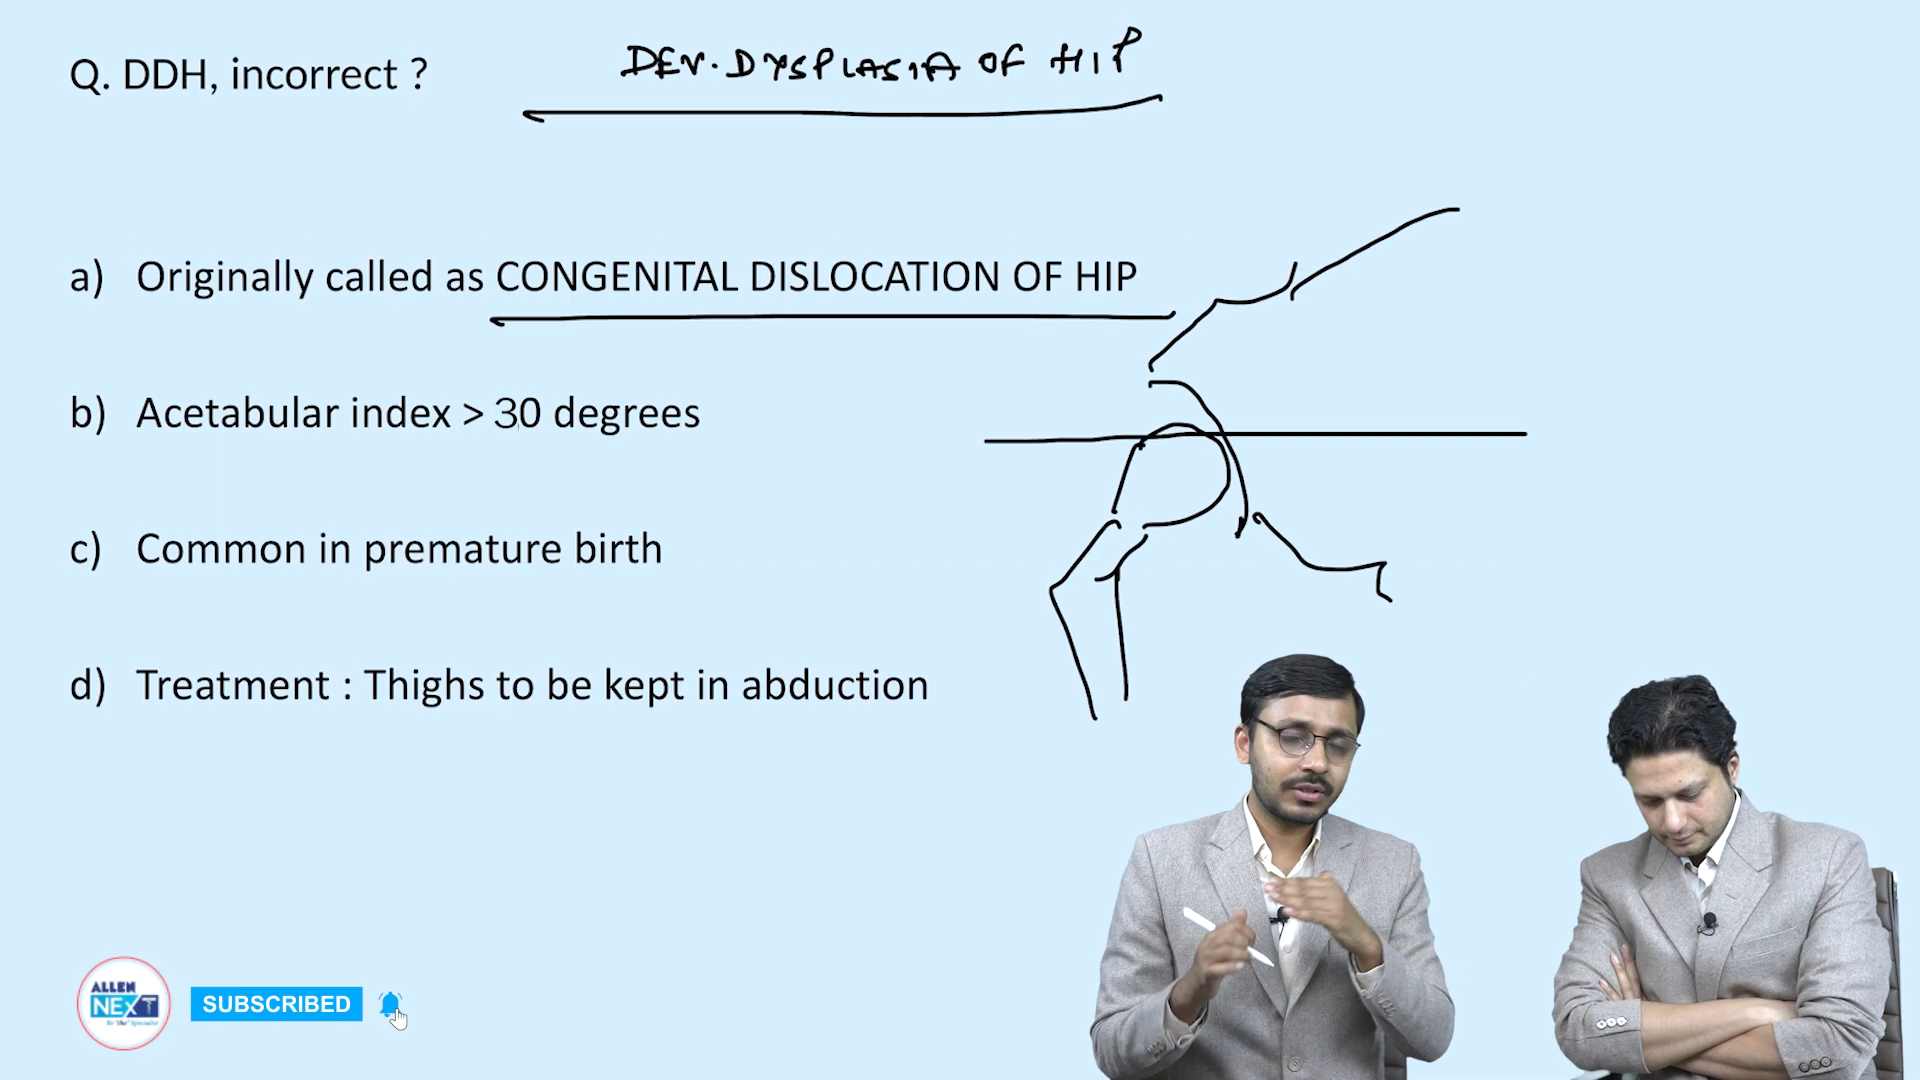 Q. DDH, incorrect ?
DEV. DYSPLASIA OF HIP
a) Originally called as CONGENITAL DISLOCATION OF HIP
b) Acetabular index > 30 degrees
c) Common in premature birth
d) Treatment : Thighs to be kept in abduction
ALLEN
NEXT
SUBSCRIBED